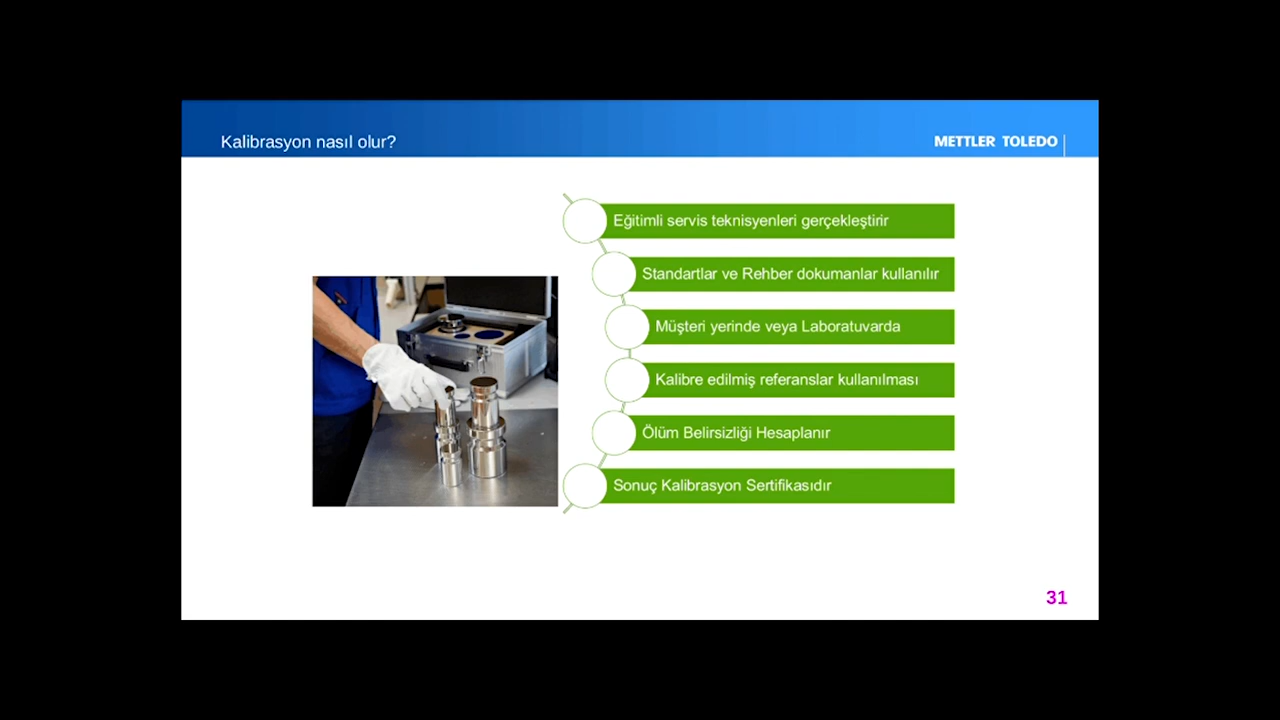 Kalibrasyon nasıl olur?
METTLER TOLEDO
Eğitimli servis teknisyenleri gerçekleştirir
Standartlar ve Rehber dokumanlar kullanılır
Müşteri yerinde veya Laboratuvarda
Kalibre edilmiş referanslar kullanılması
Ölüm Belirsizliği Hesaplanır
Sonuç Kalibrasyon Sertifikasıdır
31